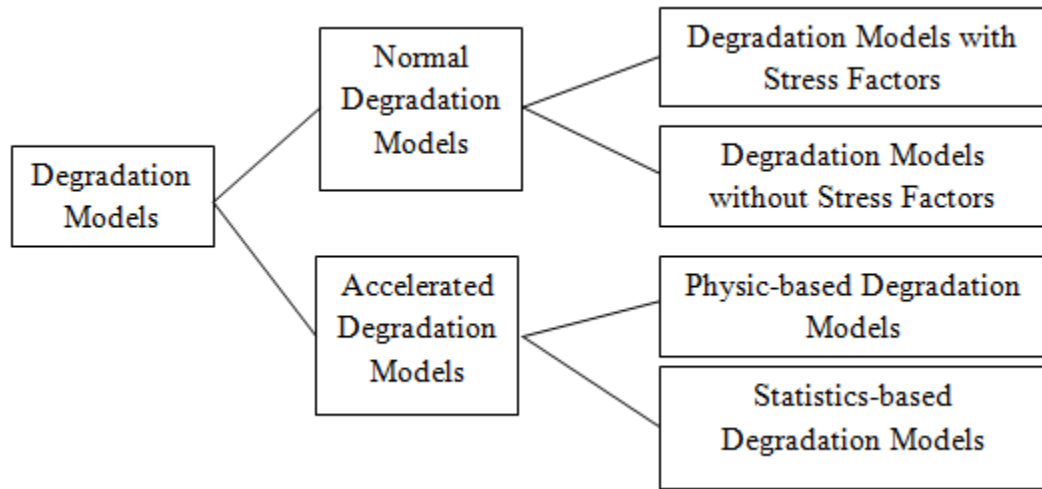 Degradation
Models
Normal
Degradation
Models
Accelerated
Degradation
Models
Degradation Models with
Stress Factors
Degradation Models
without Stress Factors
Physic-based Degradation
Models
Statistics-based
Degradation Models